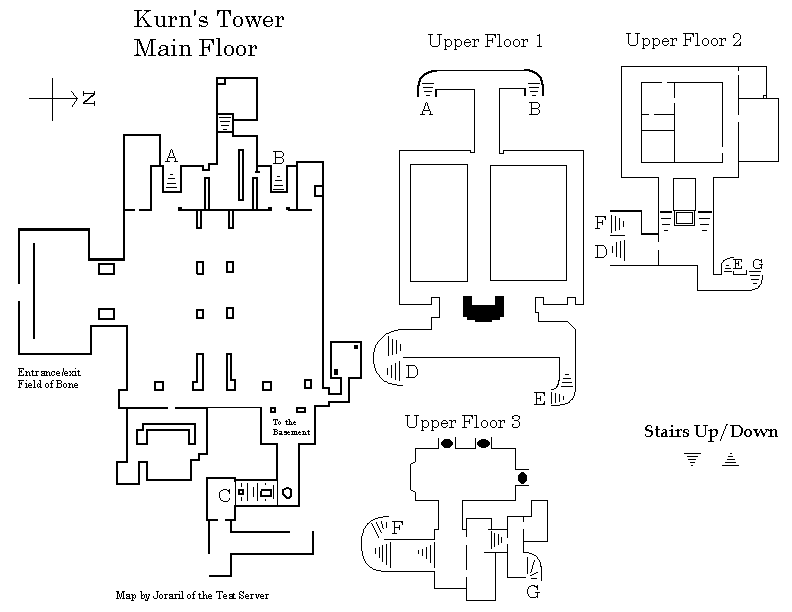 Kurn's Tower
Main Floor
Upper Floor 1
Upper Floor 2
N
A
B
A
B
F
D
E
G
Entrance/exit
Field of Bone
To the
Basement
D
E
Upper Floor 3
Stairs Up/Down
C
F
G
Map by Joraril of the Test Server